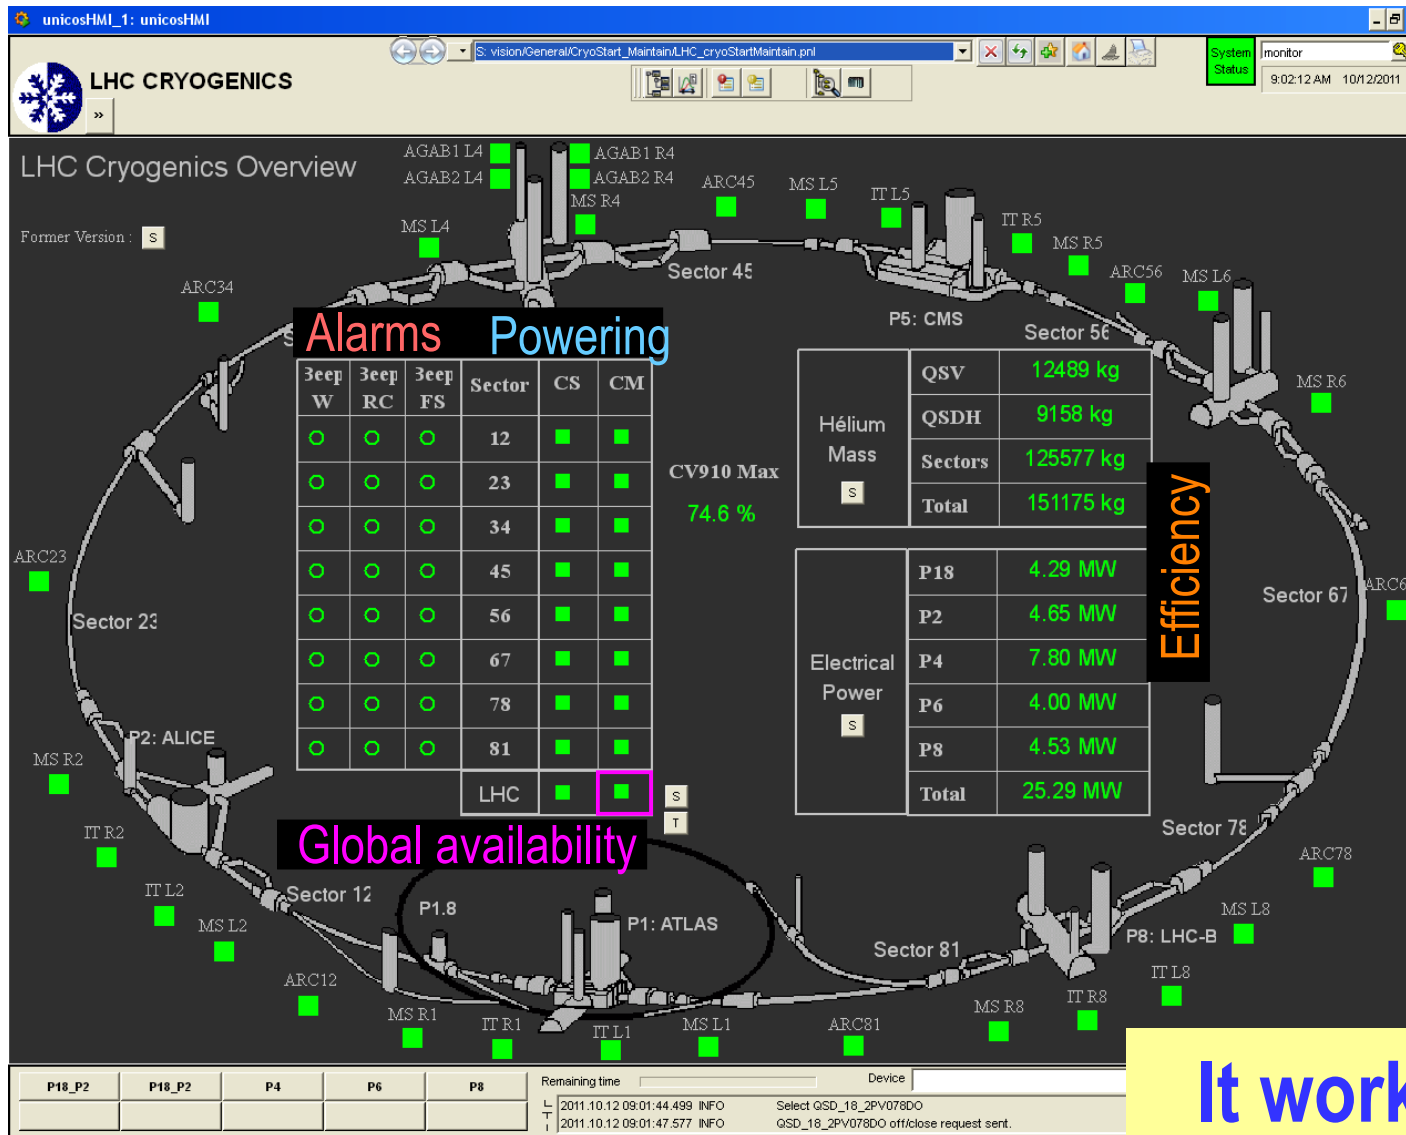 unicosHMI_1: unicosHMI
S: vision/General/CryoStart_Maintain/LHC_cryoStartMaintain.pnl
LHC CRYOGENICS
»
System Status
monitor
9:02:12 AM 10/12/2011
LHC Cryogenics Overview
Former Version : S
AGAB1 L4
AGAB1 R4
AGAB2 L4
AGAB2 R4
MS L4
MS R4
ARC45
MS L5
IT L5
IT R5
MS R5
ARC56
MS L6
MS R6
ARC34
Sector 45
P5: CMS
Sector 56
Alarms Powering
Beep W Beep RC Beep FS Sector CS CM
12
23
34
45
56
67
78
81
LHC
S
T
Global availability
CV910 Max
74.6 %
Hélium Mass
S
QSV 12489 kg
QSDH 9158 kg
Sectors 125577 kg
Total 151175 kg
Electrical Power
S
P18 4.29 MW
P2 4.65 MW
P4 7.80 MW
P6 4.00 MW
P8 4.53 MW
Total 25.29 MW
Efficiency
ARC23
Sector 23
Sector 67
ARC6
P2: ALICE
MS R2
IT R2
IT L2
MS L2
ARC12
Sector 12
P1.8
P1: ATLAS
MS R1
IT R1
IT L1
MS L1
ARC81
Sector 81
MS R8
IT R8
IT L8
P8: LHC-B
MS L8
ARC78
Sector 78
P18_P2 P18_P2 P4 P6 P8
Remaining time
Device
2011.10.12 09:01:44.499 INFO Select QSD_18_2PV078DO
2011.10.12 09:01:47.577 INFO QSD_18_2PV078DO off/close request sent.
It work